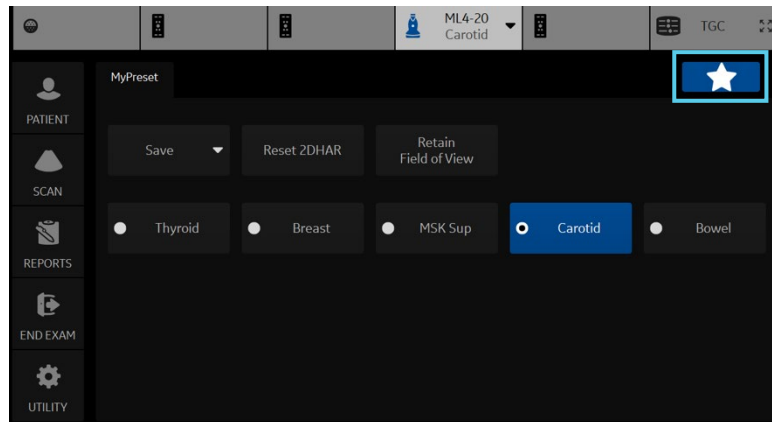 ML4-20
Carotid
TGC
MyPreset
PATIENT
Save
Reset 2DHAR
Retain
Field of View
SCAN
Thyroid
Breast
MSK Sup
Carotid
Bowel
REPORTS
END EXAM
UTILITY